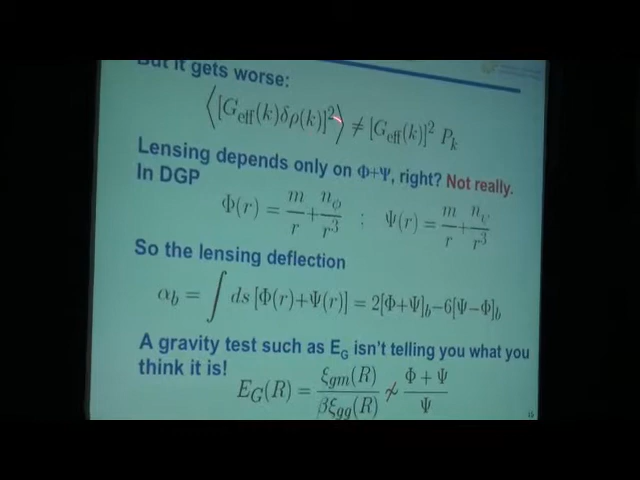 But it gets worse:
⟨[G_eff(k)δρ(k)]²⟩ ≠ [G_eff(k)]² P_k
Lensing depends only on Φ+Ψ, right? Not really.
In DGP
Φ(r) = m/r + n_ϕ/r³ : Ψ(r) = m/r + n_ψ/r³
So the lensing deflection
α_b = ∫ ds [Φ(r)+Ψ(r)] = 2[Φ+Ψ]_b−6[Ψ−Φ]_b
A gravity test such as E_G isn't telling you what you
think it is!
E_G(R) = ξ_gm(R)/βξ_gg(R) ≁ Φ + Ψ/Ψ